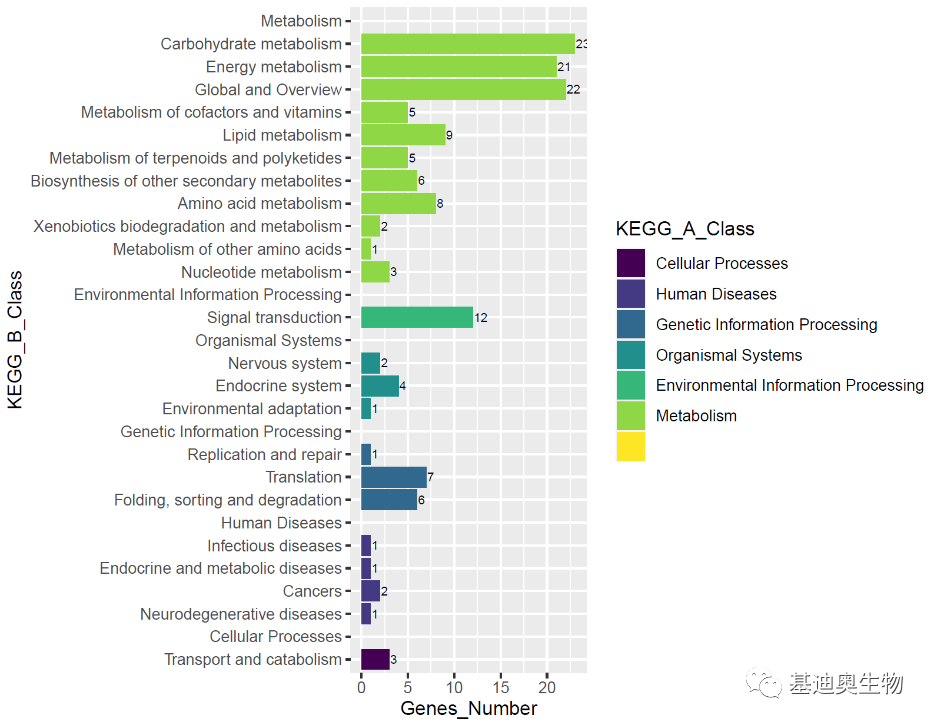 Metabolism
Carbohydrate metabolism 23
Energy metabolism 21
Global and Overview 22
Metabolism of cofactors and vitamins 5
Lipid metabolism 9
Metabolism of terpenoids and polyketides 5
Biosynthesis of other secondary metabolites 6
Amino acid metabolism 8
Xenobiotics biodegradation and metabolism 2
Metabolism of other amino acids 1
Nucleotide metabolism 3
Environmental Information Processing
Signal transduction 12
Organismal Systems
Nervous system 2
Endocrine system 4
Environmental adaptation 1
Genetic Information Processing
Replication and repair 1
Translation 7
Folding, sorting and degradation 6
Human Diseases
Infectious diseases 1
Endocrine and metabolic diseases 1
Cancers 2
Neurodegenerative diseases 1
Cellular Processes
Transport and catabolism 3
0 5 10 15 20
Genes_Number
KEGG_B_Class
KEGG_A_Class
Cellular Processes
Human Diseases
Genetic Information Processing
Organismal Systems
Environmental Information Processing
Metabolism
基迪奥生物